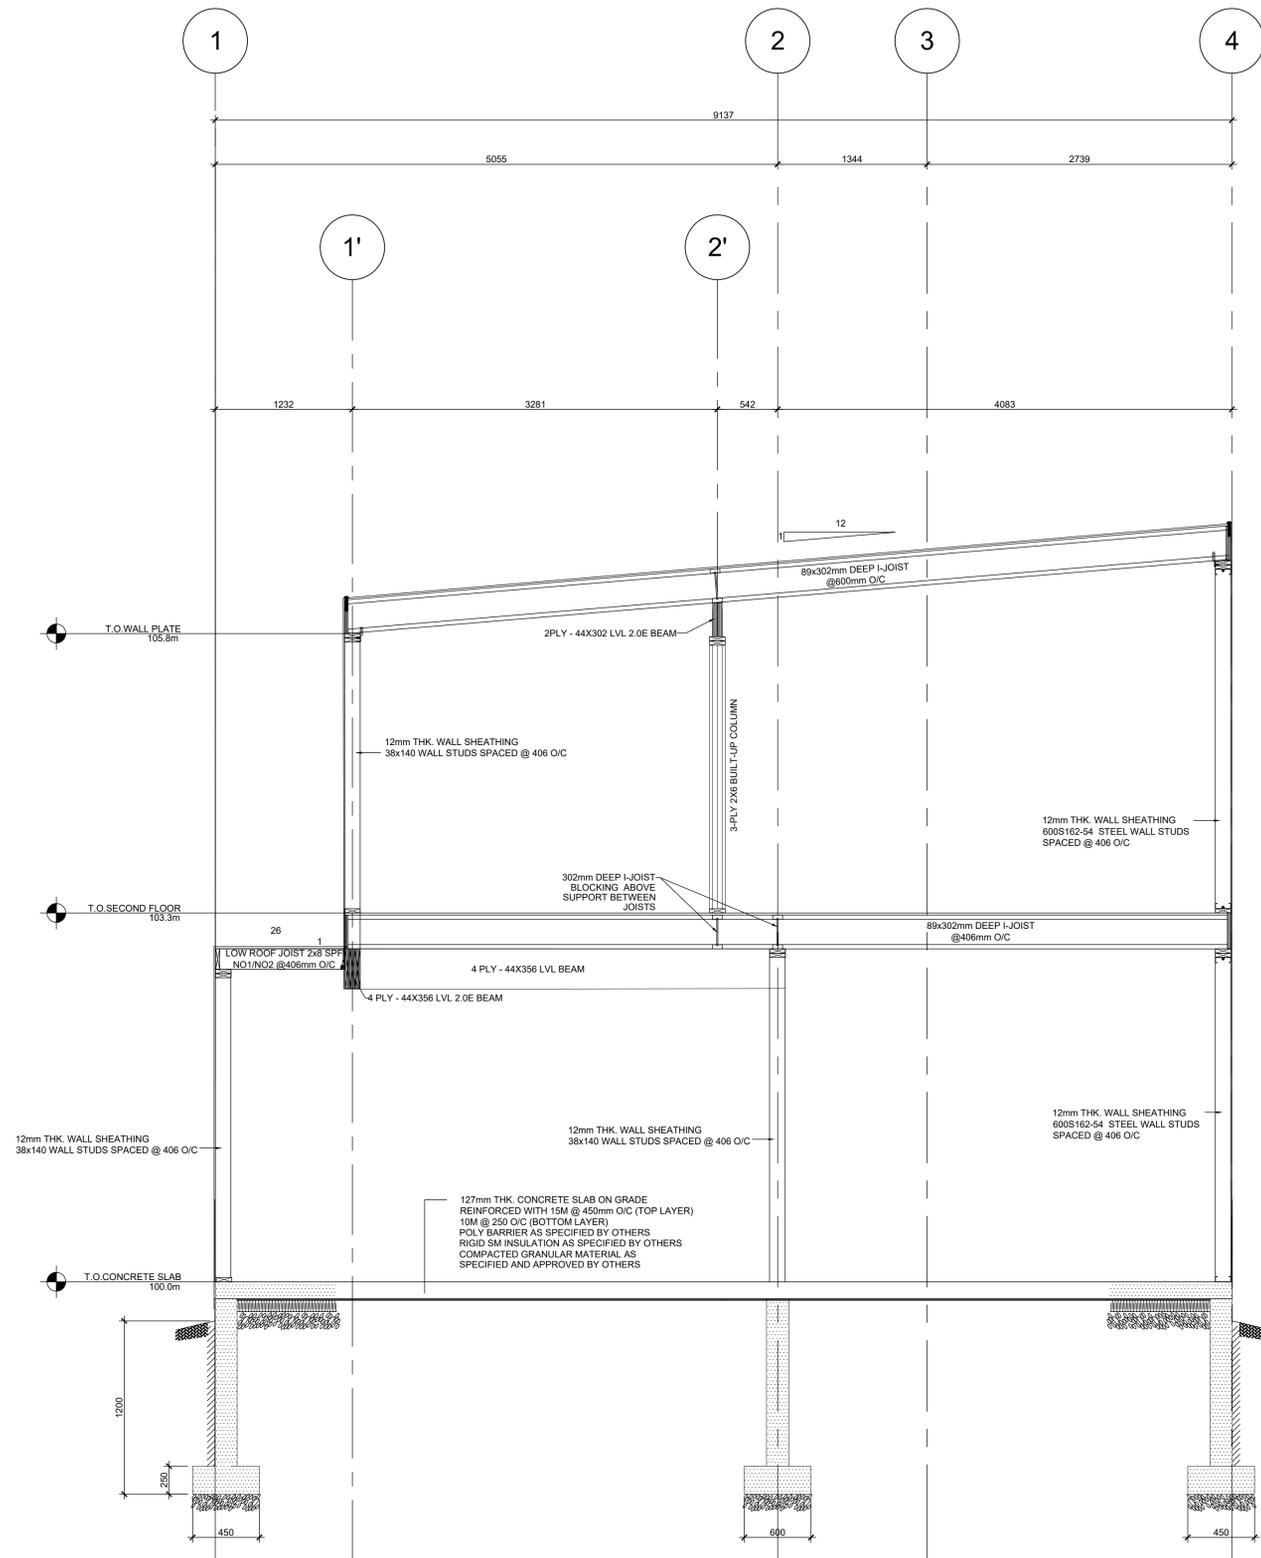 1
2
3
4
9137
5055
1344
2739
1'
2'
1232
3281
542
4083
12
1
89x302mm DEEP I-JOIST
@600mm O/C
T.O.WALL PLATE
105.8m
2PLY - 44X302 LVL 2.0E BEAM
3-PLY 2X6 BUILT-UP COLUMN
12mm THK. WALL SHEATHING
38x140 WALL STUDS SPACED @ 406 O/C
12mm THK. WALL SHEATHING
600S162-54 STEEL WALL STUDS
SPACED @ 406 O/C
302mm DEEP I-JOIST
BLOCKING ABOVE
SUPPORT BETWEEN
JOISTS
T.O.SECOND FLOOR
103.3m
26
1
89x302mm DEEP I-JOIST
@406mm O/C
LOW ROOF JOIST 2x8 SPF
NO1/NO2 @406mm O/C
4 PLY - 44X356 LVL BEAM
4 PLY - 44X356 LVL 2.0E BEAM
12mm THK. WALL SHEATHING
38x140 WALL STUDS SPACED @ 406 O/C
12mm THK. WALL SHEATHING
38x140 WALL STUDS SPACED @ 406 O/C
12mm THK. WALL SHEATHING
600S162-54 STEEL WALL STUDS
SPACED @ 406 O/C
127mm THK. CONCRETE SLAB ON GRADE
REINFORCED WITH 15M @ 450mm O/C (TOP LAYER)
10M @ 250 O/C (BOTTOM LAYER)
POLY BARRIER AS SPECIFIED BY OTHERS
RIGID SM INSULATION AS SPECIFIED BY OTHERS
COMPACTED GRANULAR MATERIAL AS
SPECIFIED AND APPROVED BY OTHERS
T.O.CONCRETE SLAB
100.0m
1200
250
450
600
450